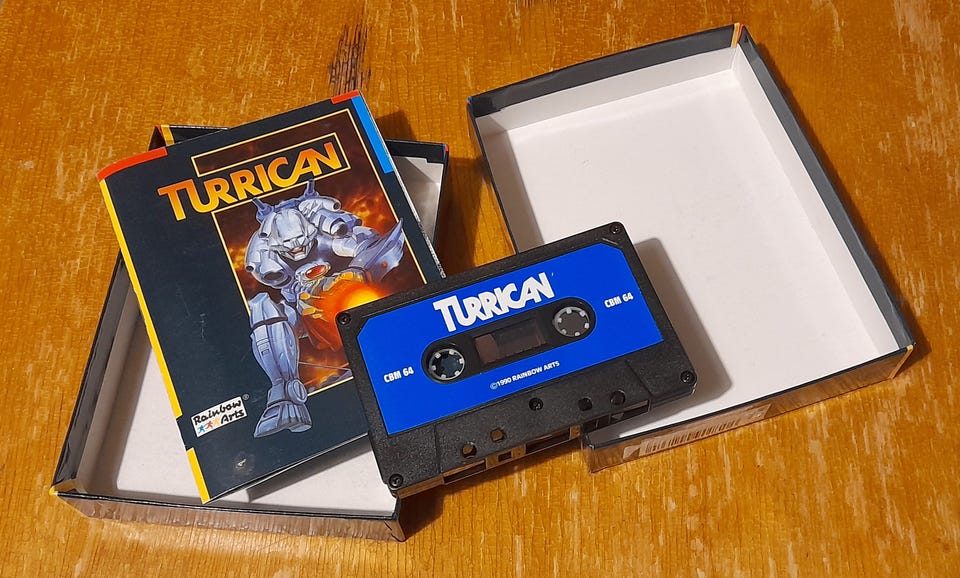 TURRICAN
Rainbow
Arts
®
TURRICAN
CBM 64
CBM 64
©1990 RAINBOW ARTS